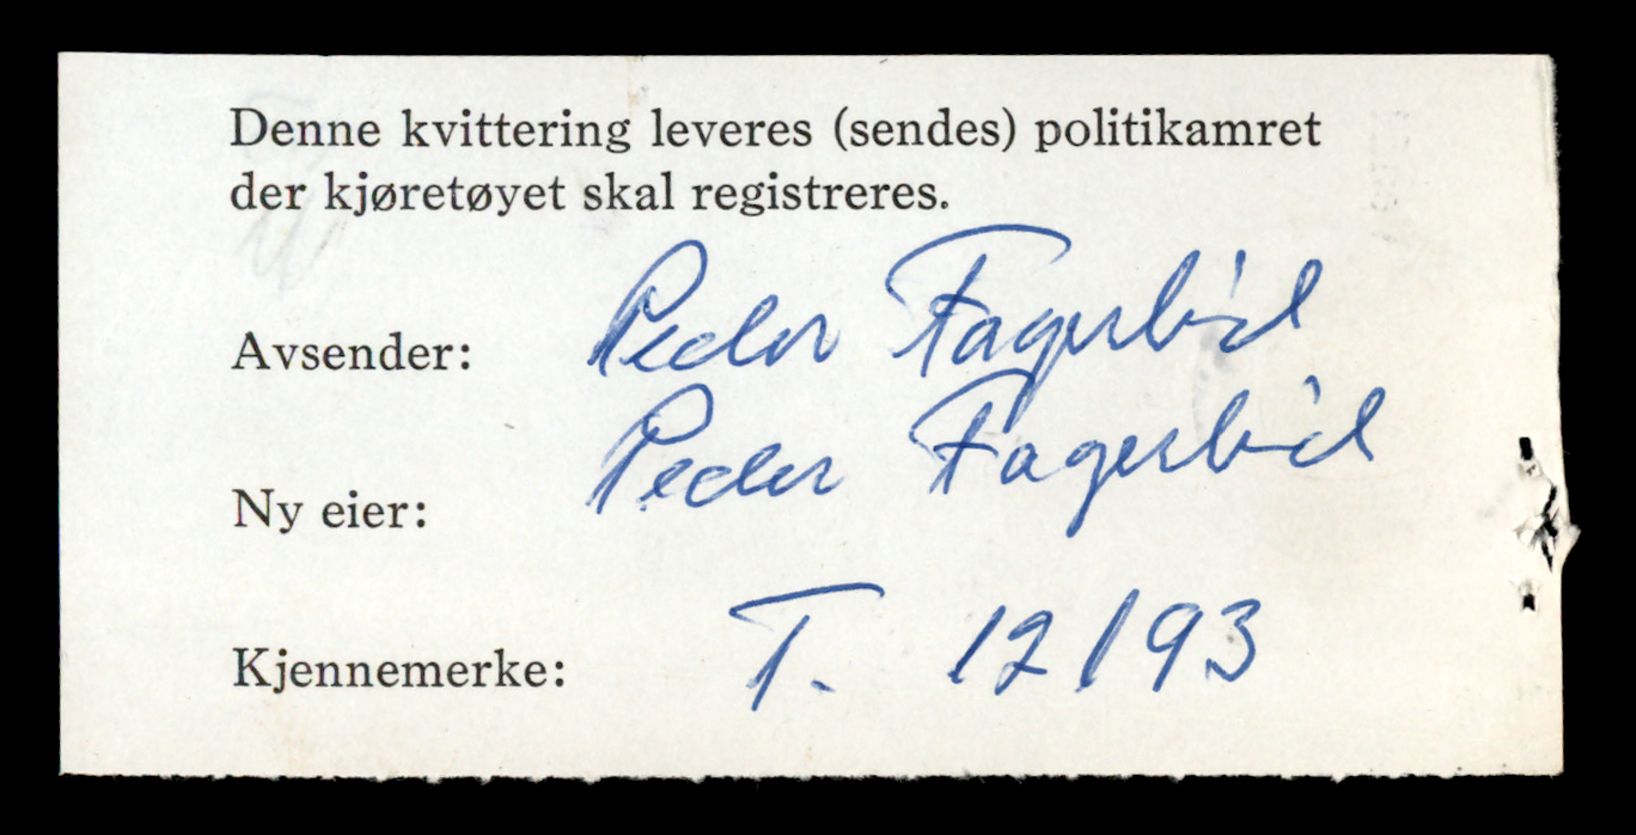 Denne kvittering leveres (sendes) politikamret
der kjøretøyet skal registreres.
Avsender: Peder Fagerbid
Ny eier: Peder Fagerbid
Kjennemerke: T. 12193